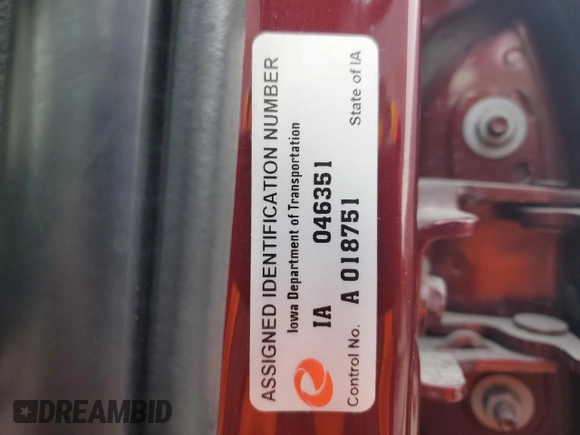 ASSIGNED IDENTIFICATION NUMBER
Iowa Department of Transportation
IA 046351
Control No. A 018751 State of IA
DREAMBID